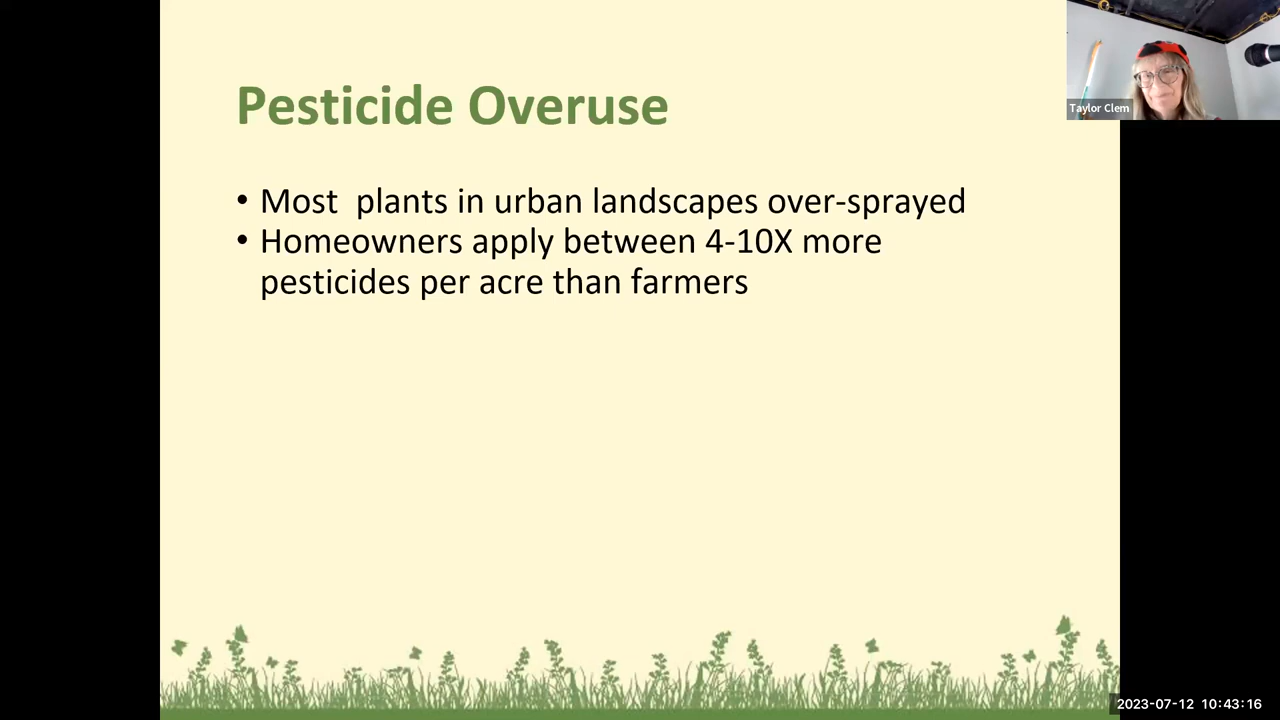 Pesticide Overuse
• Most  plants in urban landscapes over-sprayed
• Homeowners apply between 4-10X more
pesticides per acre than farmers
Taylor Clem
2023-07-12 10:43:16